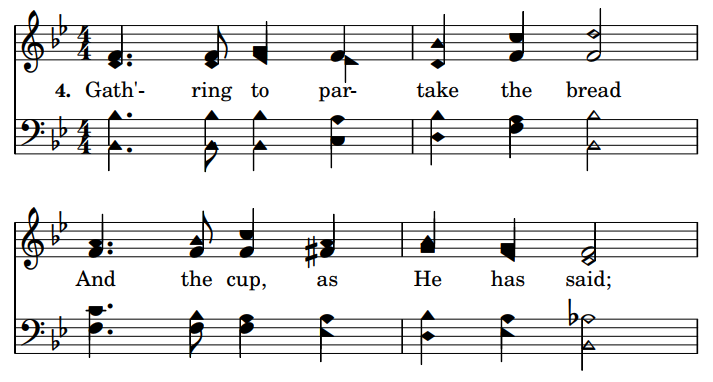 4. Gath'- ring to par- take the bread
And the cup, as He has said;